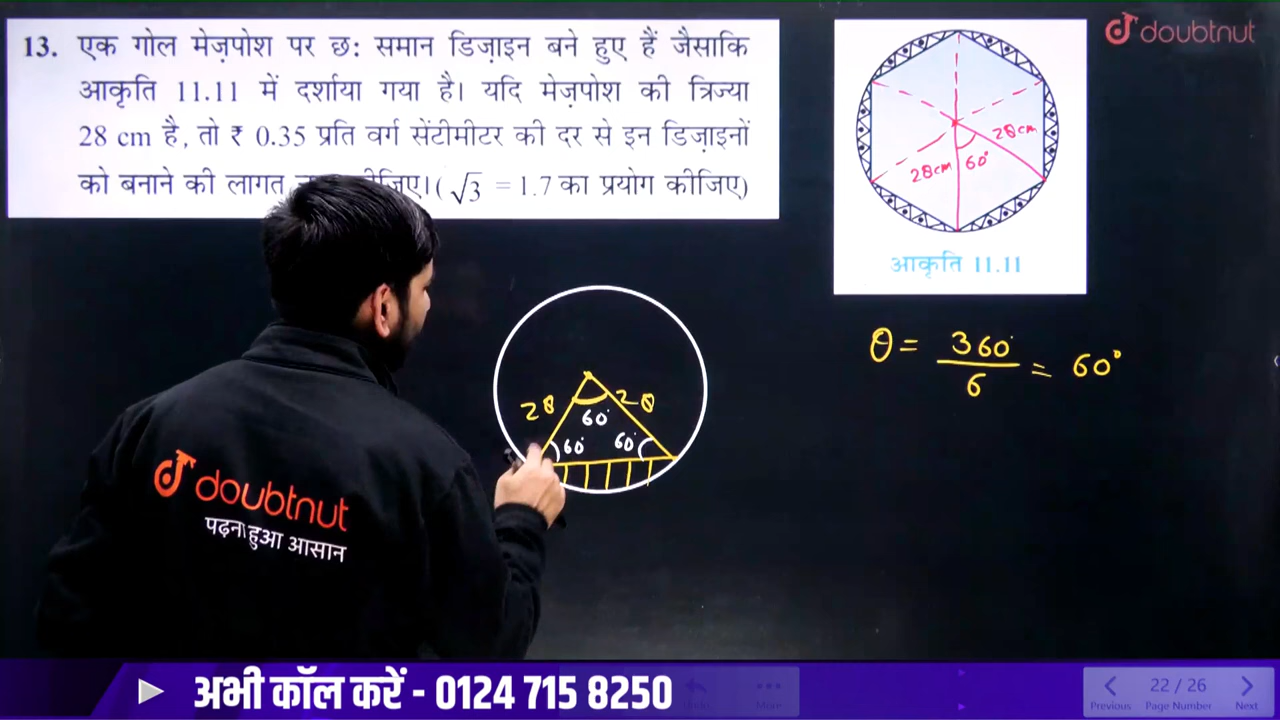 13. एक गोल मेज़पोश पर छ: समान डिज़ाइन बने हुए हैं जैसाकि
आकृति 11.11 में दर्शाया गया है। यदि मेज़पोश की त्रिज्या
28 cm है, तो ₹ 0.35 प्रति वर्ग सेंटीमीटर की दर से इन डिज़ाइनों
को बनाने की लागत कीजिए। (√3 = 1.7 का प्रयोग कीजिए)
doubtnut
28cm
28cm 60°
आकृति 11.11
θ = 360°/6 = 60°
28 28
60°
60° 60°
doubtnut
पढ़ना हुआ आसान
अभी कॉल करें - 0124 715 8250
Undo
More
Previous
22 / 26
Page Number
Next